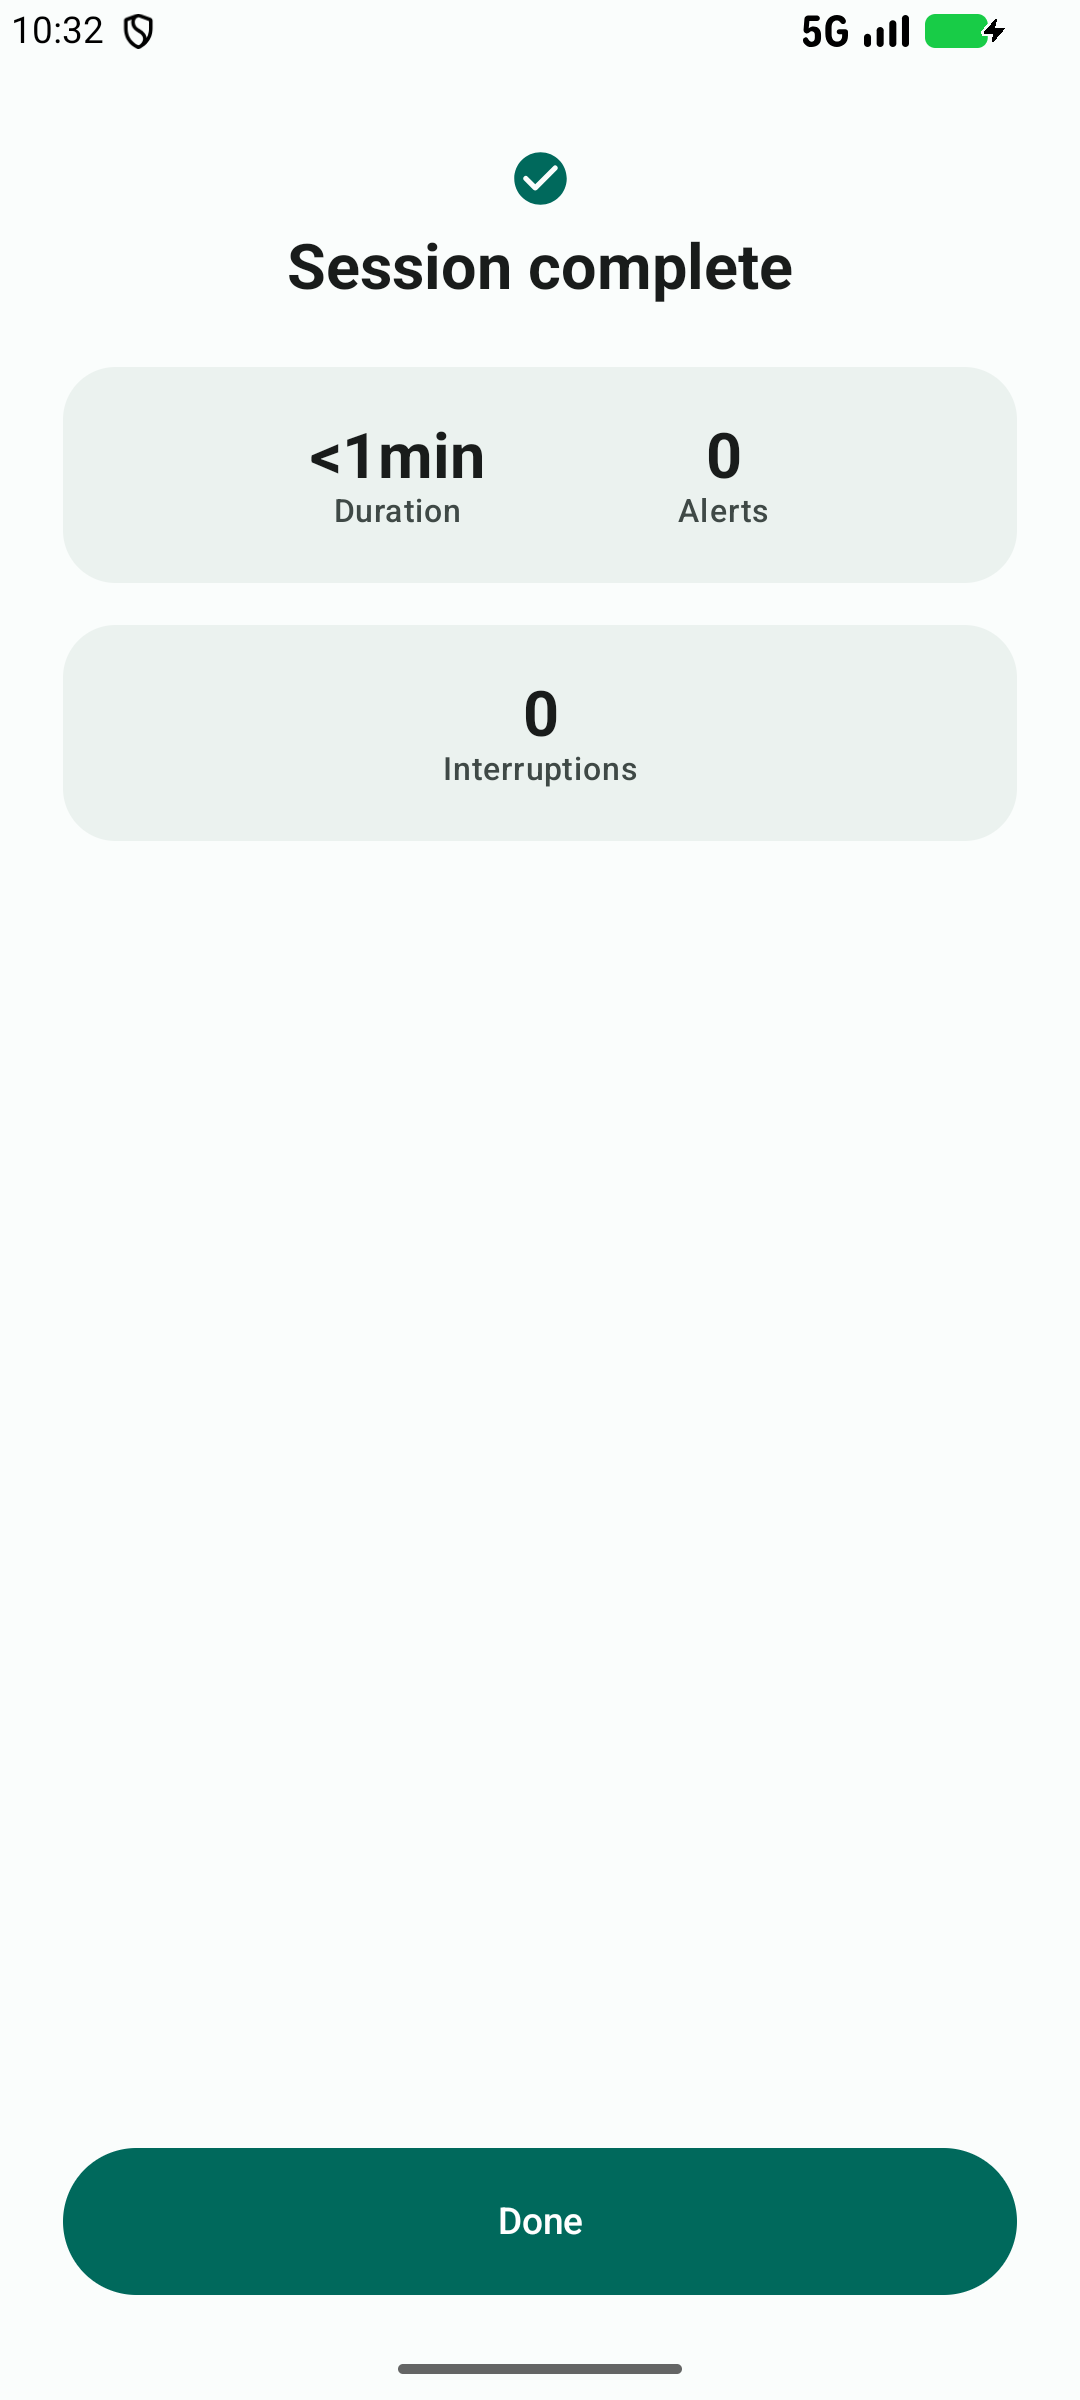 10:32
5G
Session complete
<1min
Duration
0
Alerts
0
Interruptions
Done